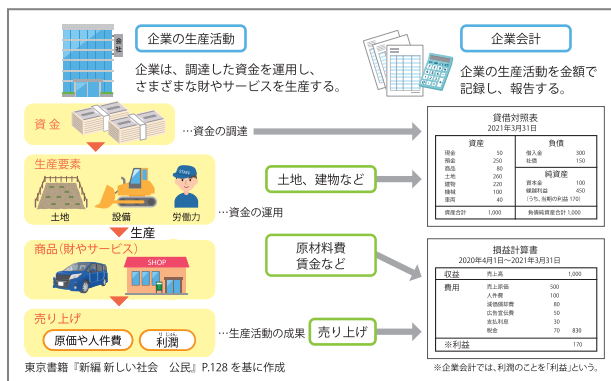 会社
企業の生産活動
企業は、調達した資金を運用し、
さまざまな財やサービスを生産する。
企業会計
企業の生産活動を金額で
記録し、報告する。
資金
…資金の調達
生産要素
土地
設備
STAFF
労働力
…資金の運用
生産
商品(財やサービス)
SHOP
売り上げ
原価や人件費
りじゅん
利潤
…生産活動の成果
土地、建物など
原材料費
賃金など
売り上げ
貸借対照表
2021年3月31日
資産
現金 50
預金 250
商品 80
土地 260
建物 220
機械 100
車両 40
資産合計 1,000
負債
借入金 300
社債 150
純資産
資本金 100
繰越利益 450
(うち、当期の利益 170)
負債純資産合計 1,000
損益計算書
2020年4月1日〜2021年3月31日
収益 売上高 1,000
費用 売上原価 500
人件費 100
減価償却費 80
広告宣伝費 50
支払利息 30
税金 70 830
※利益 170
※企業会計では、利潤のことを「利益」という。
東京書籍『新編 新しい社会 公民』P.128 を基に作成